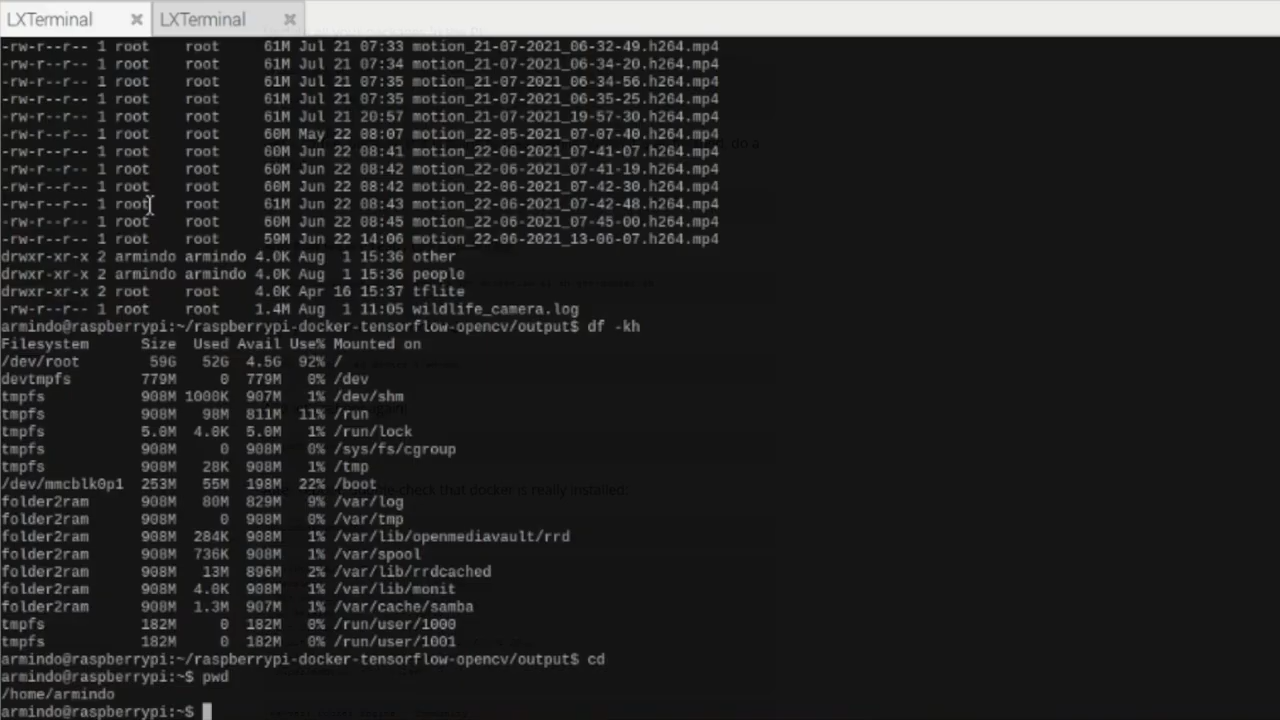 LXTerminal × LXTerminal ×
-rw-r--r-- 1 root root 61M Jul 21 07:33 motion_21-07-2021_06-32-49.h264.mp4
-rw-r--r-- 1 root root 61M Jul 21 07:34 motion_21-07-2021_06-34-20.h264.mp4
-rw-r--r-- 1 root root 61M Jul 21 07:35 motion_21-07-2021_06-34-56.h264.mp4
-rw-r--r-- 1 root root 61M Jul 21 07:35 motion_21-07-2021_06-35-25.h264.mp4
-rw-r--r-- 1 root root 61M Jul 21 20:57 motion_21-07-2021_19-57-30.h264.mp4
-rw-r--r-- 1 root root 60M May 22 08:07 motion_22-05-2021_07-07-40.h264.mp4
-rw-r--r-- 1 root root 60M Jun 22 08:41 motion_22-06-2021_07-41-07.h264.mp4
-rw-r--r-- 1 root root 60M Jun 22 08:42 motion_22-06-2021_07-41-19.h264.mp4
-rw-r--r-- 1 root root 60M Jun 22 08:42 motion_22-06-2021_07-42-30.h264.mp4
-rw-r--r-- 1 root root 61M Jun 22 08:43 motion_22-06-2021_07-42-48.h264.mp4
-rw-r--r-- 1 root root 60M Jun 22 08:45 motion_22-06-2021_07-45-00.h264.mp4
-rw-r--r-- 1 root root 59M Jun 22 14:06 motion_22-06-2021_13-06-07.h264.mp4
drwxr-xr-x 2 armindo armindo 4.0K Aug 1 15:36 other
drwxr-xr-x 2 armindo armindo 4.0K Aug 1 15:36 people
drwxr-xr-x 2 root root 4.0K Apr 16 15:37 tflite
-rw-r--r-- 1 root root 1.4M Aug 1 11:05 wildlife_camera.log
armindo@raspberrypi:~/raspberrypi-docker-tensorflow-opencv/output$ df -kh
Filesystem Size Used Avail Use% Mounted on
/dev/root 59G 52G 4.5G 92% /
devtmpfs 779M 0 779M 0% /dev
tmpfs 908M 1000K 907M 1% /dev/shm
tmpfs 908M 98M 811M 11% /run
tmpfs 5.0M 4.0K 5.0M 1% /run/lock
tmpfs 908M 0 908M 0% /sys/fs/cgroup
tmpfs 908M 28K 908M 1% /tmp
/dev/mmcblk0p1 253M 55M 198M 22% /boot
folder2ram 908M 80M 829M 9% /var/log
folder2ram 908M 0 908M 0% /var/tmp
folder2ram 908M 284K 908M 1% /var/lib/openmediavault/rrd
folder2ram 908M 736K 908M 1% /var/spool
folder2ram 908M 13M 896M 2% /var/lib/rrdcached
folder2ram 908M 4.0K 908M 1% /var/lib/monit
folder2ram 908M 1.3M 907M 1% /var/cache/samba
tmpfs 182M 0 182M 0% /run/user/1000
tmpfs 182M 0 182M 0% /run/user/1001
armindo@raspberrypi:~/raspberrypi-docker-tensorflow-opencv/output$ cd
armindo@raspberrypi:~$ pwd
/home/armindo
armindo@raspberrypi:~$